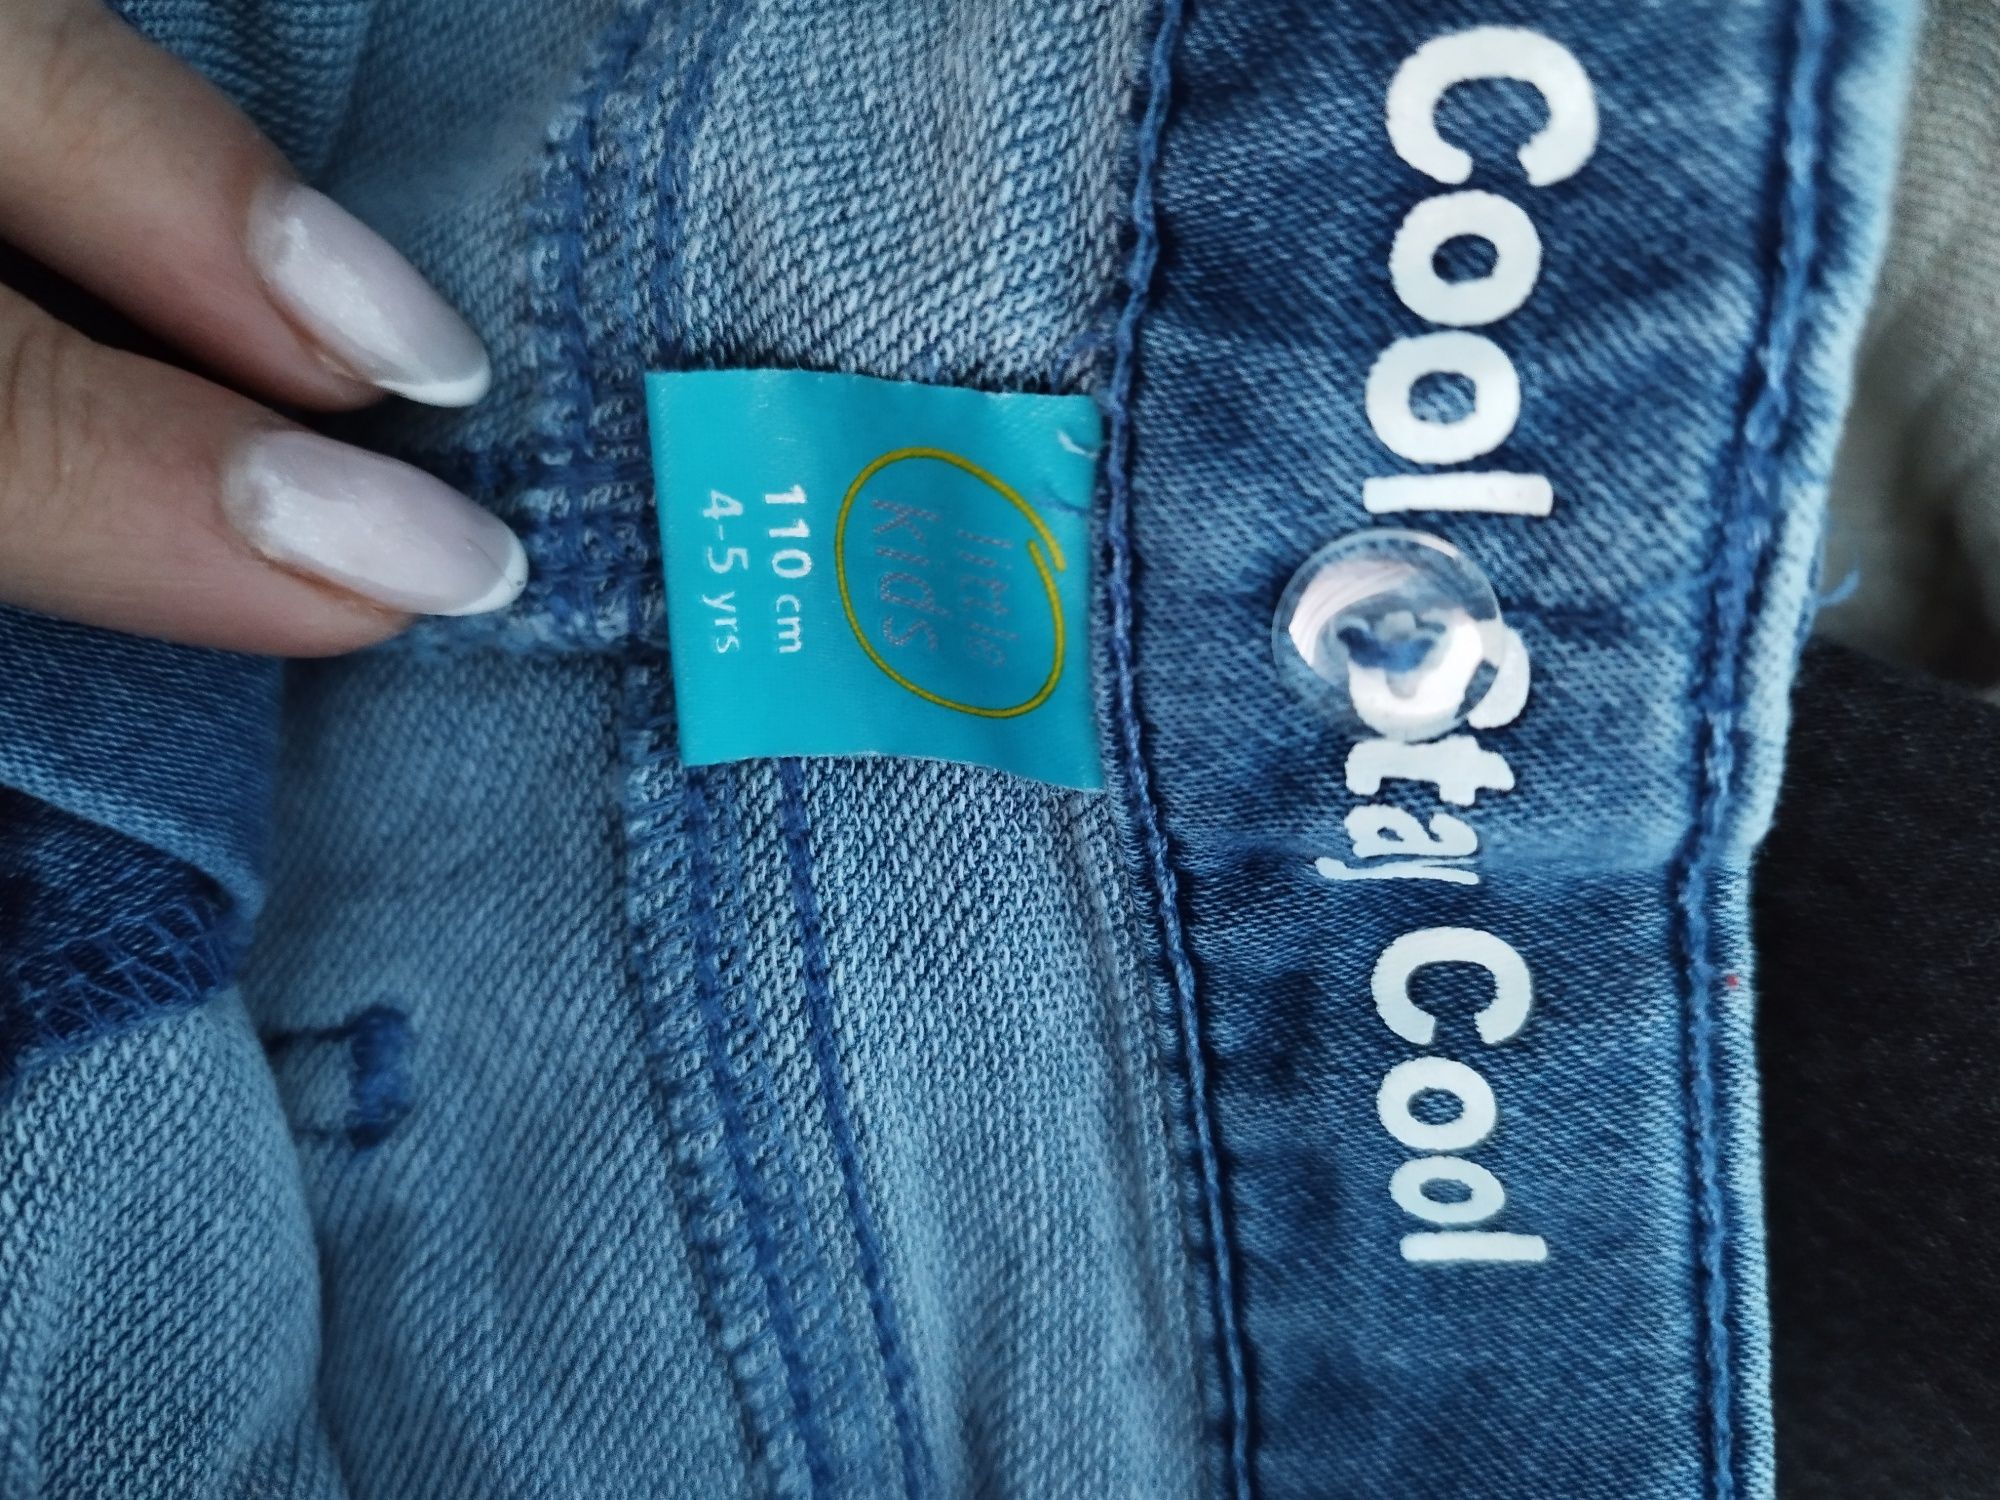 Cool Stay Cool
little
kids
110 cm
4-5 yrs